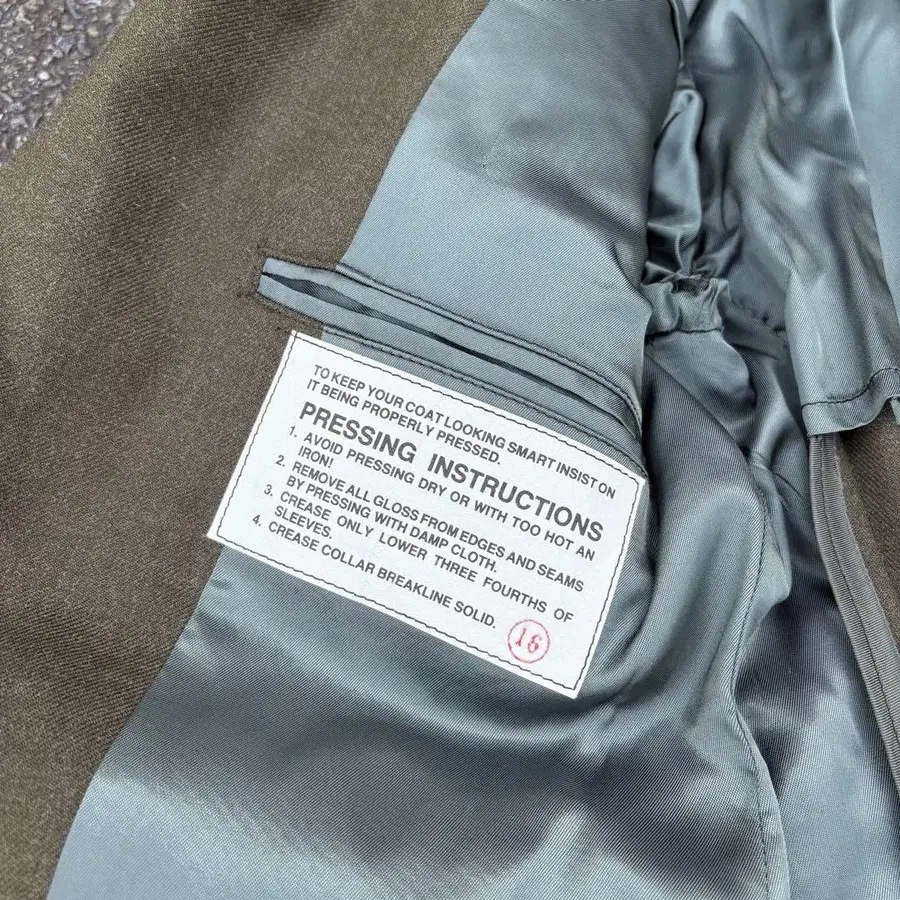 TO KEEP YOUR COAT LOOKING SMART INSIST ON
IT BEING PROPERLY PRESSED.
PRESSING INSTRUCTIONS
1. AVOID PRESSING DRY OR WITH TOO HOT AN
IRON!
2. REMOVE ALL GLOSS FROM EDGES AND SEAMS
BY PRESSING WITH DAMP CLOTH.
3. CREASE ONLY LOWER THREE FOURTHS OF
SLEEVES.
4. CREASE COLLAR BREAKLINE SOLID.
16